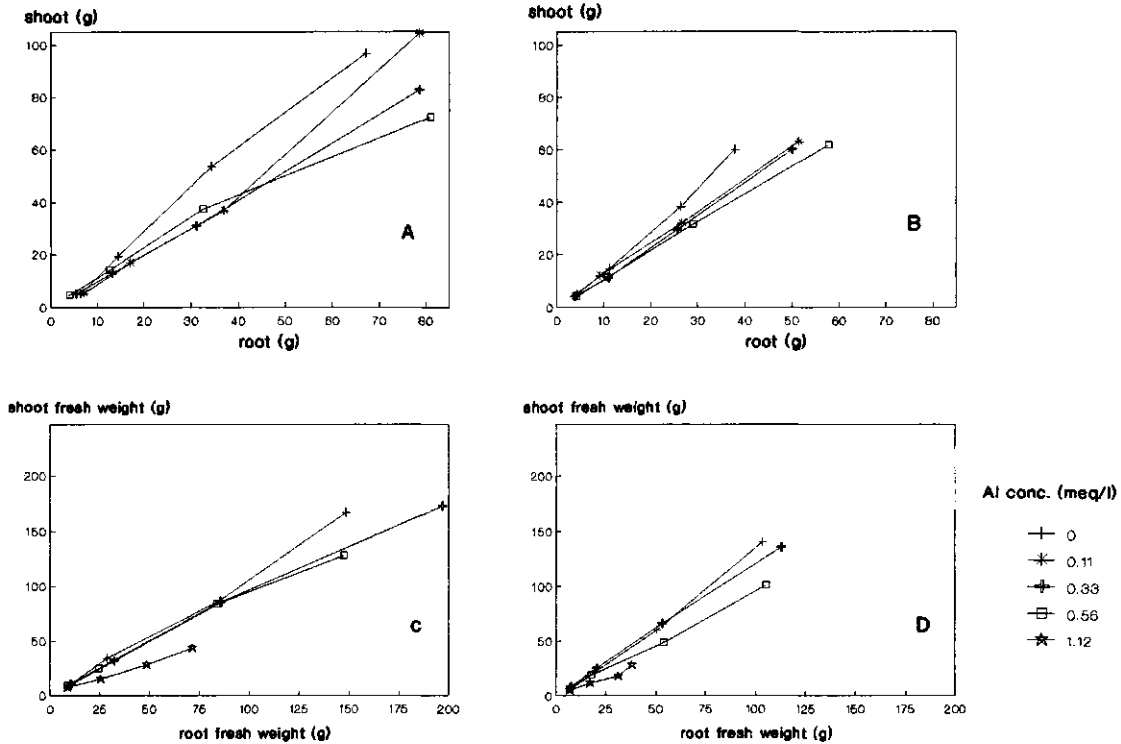 shoot (g)
100
80
60
40
20
0
A
0 10 20 30 40 50 60 70 80
root (g)
shoot (g)
100
80
60
40
20
0
B
0 10 20 30 40 50 60 70 80
root (g)
shoot fresh weight (g)
200
150
100
50
0
C
0 25 50 75 100 125 150 175 200
root fresh weight (g)
shoot fresh weight (g)
200
150
100
50
0
D
0 25 50 75 100 125 150 175 200
root fresh weight (g)
Al conc. (meq/l)
0
0.11
0.33
0.56
1.12